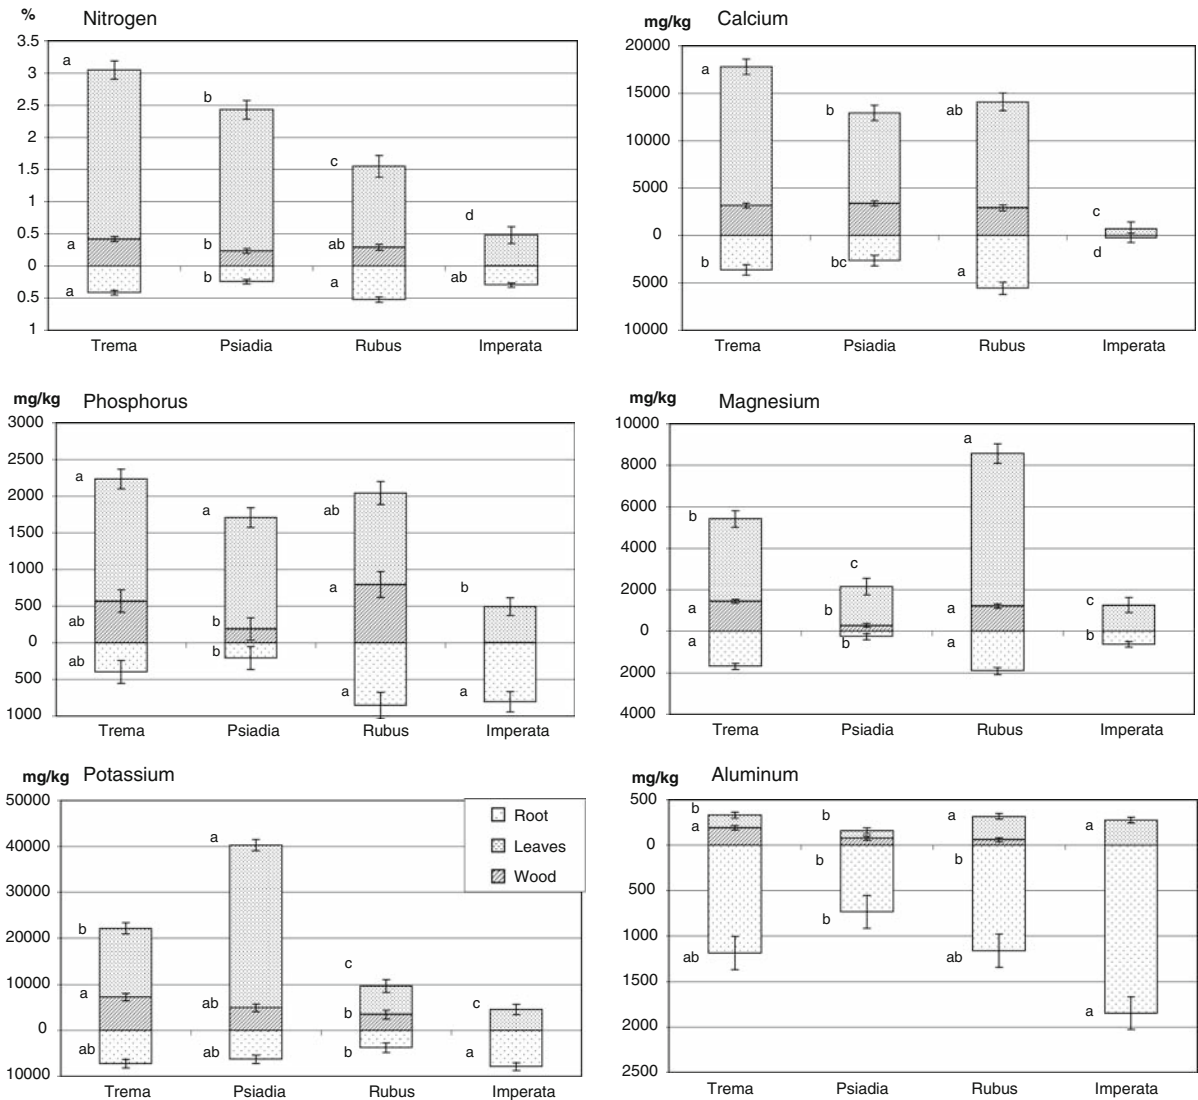 % Nitrogen
3.5
3
2.5
2
1.5
1
0.5
0
0.5
1
a
b
c
d
a
b
ab
a
b
a
ab
Trema Psiadia Rubus Imperata
mg/kg Calcium
20000
15000
10000
5000
0
5000
10000
a
b
ab
c
b
bc
a
d
Trema Psiadia Rubus Imperata
mg/kg Phosphorus
3000
2500
2000
1500
1000
500
0
500
1000
a
a
ab
b
ab
b
a
ab
b
a
a
Trema Psiadia Rubus Imperata
mg/kg Magnesium
10000
8000
6000
4000
2000
0
2000
4000
b
c
a
c
a
b
a
a
b
a
b
Trema Psiadia Rubus Imperata
mg/kg Potassium
50000
40000
30000
20000
10000
0
10000
Root
Leaves
Wood
b
a
c
c
a
ab
b
ab
ab
b
a
Trema Psiadia Rubus Imperata
mg/kg Aluminum
500
0
500
1000
1500
2000
2500
b
b
a
a
a
b
b
ab
b
ab
a
Trema Psiadia Rubus Imperata